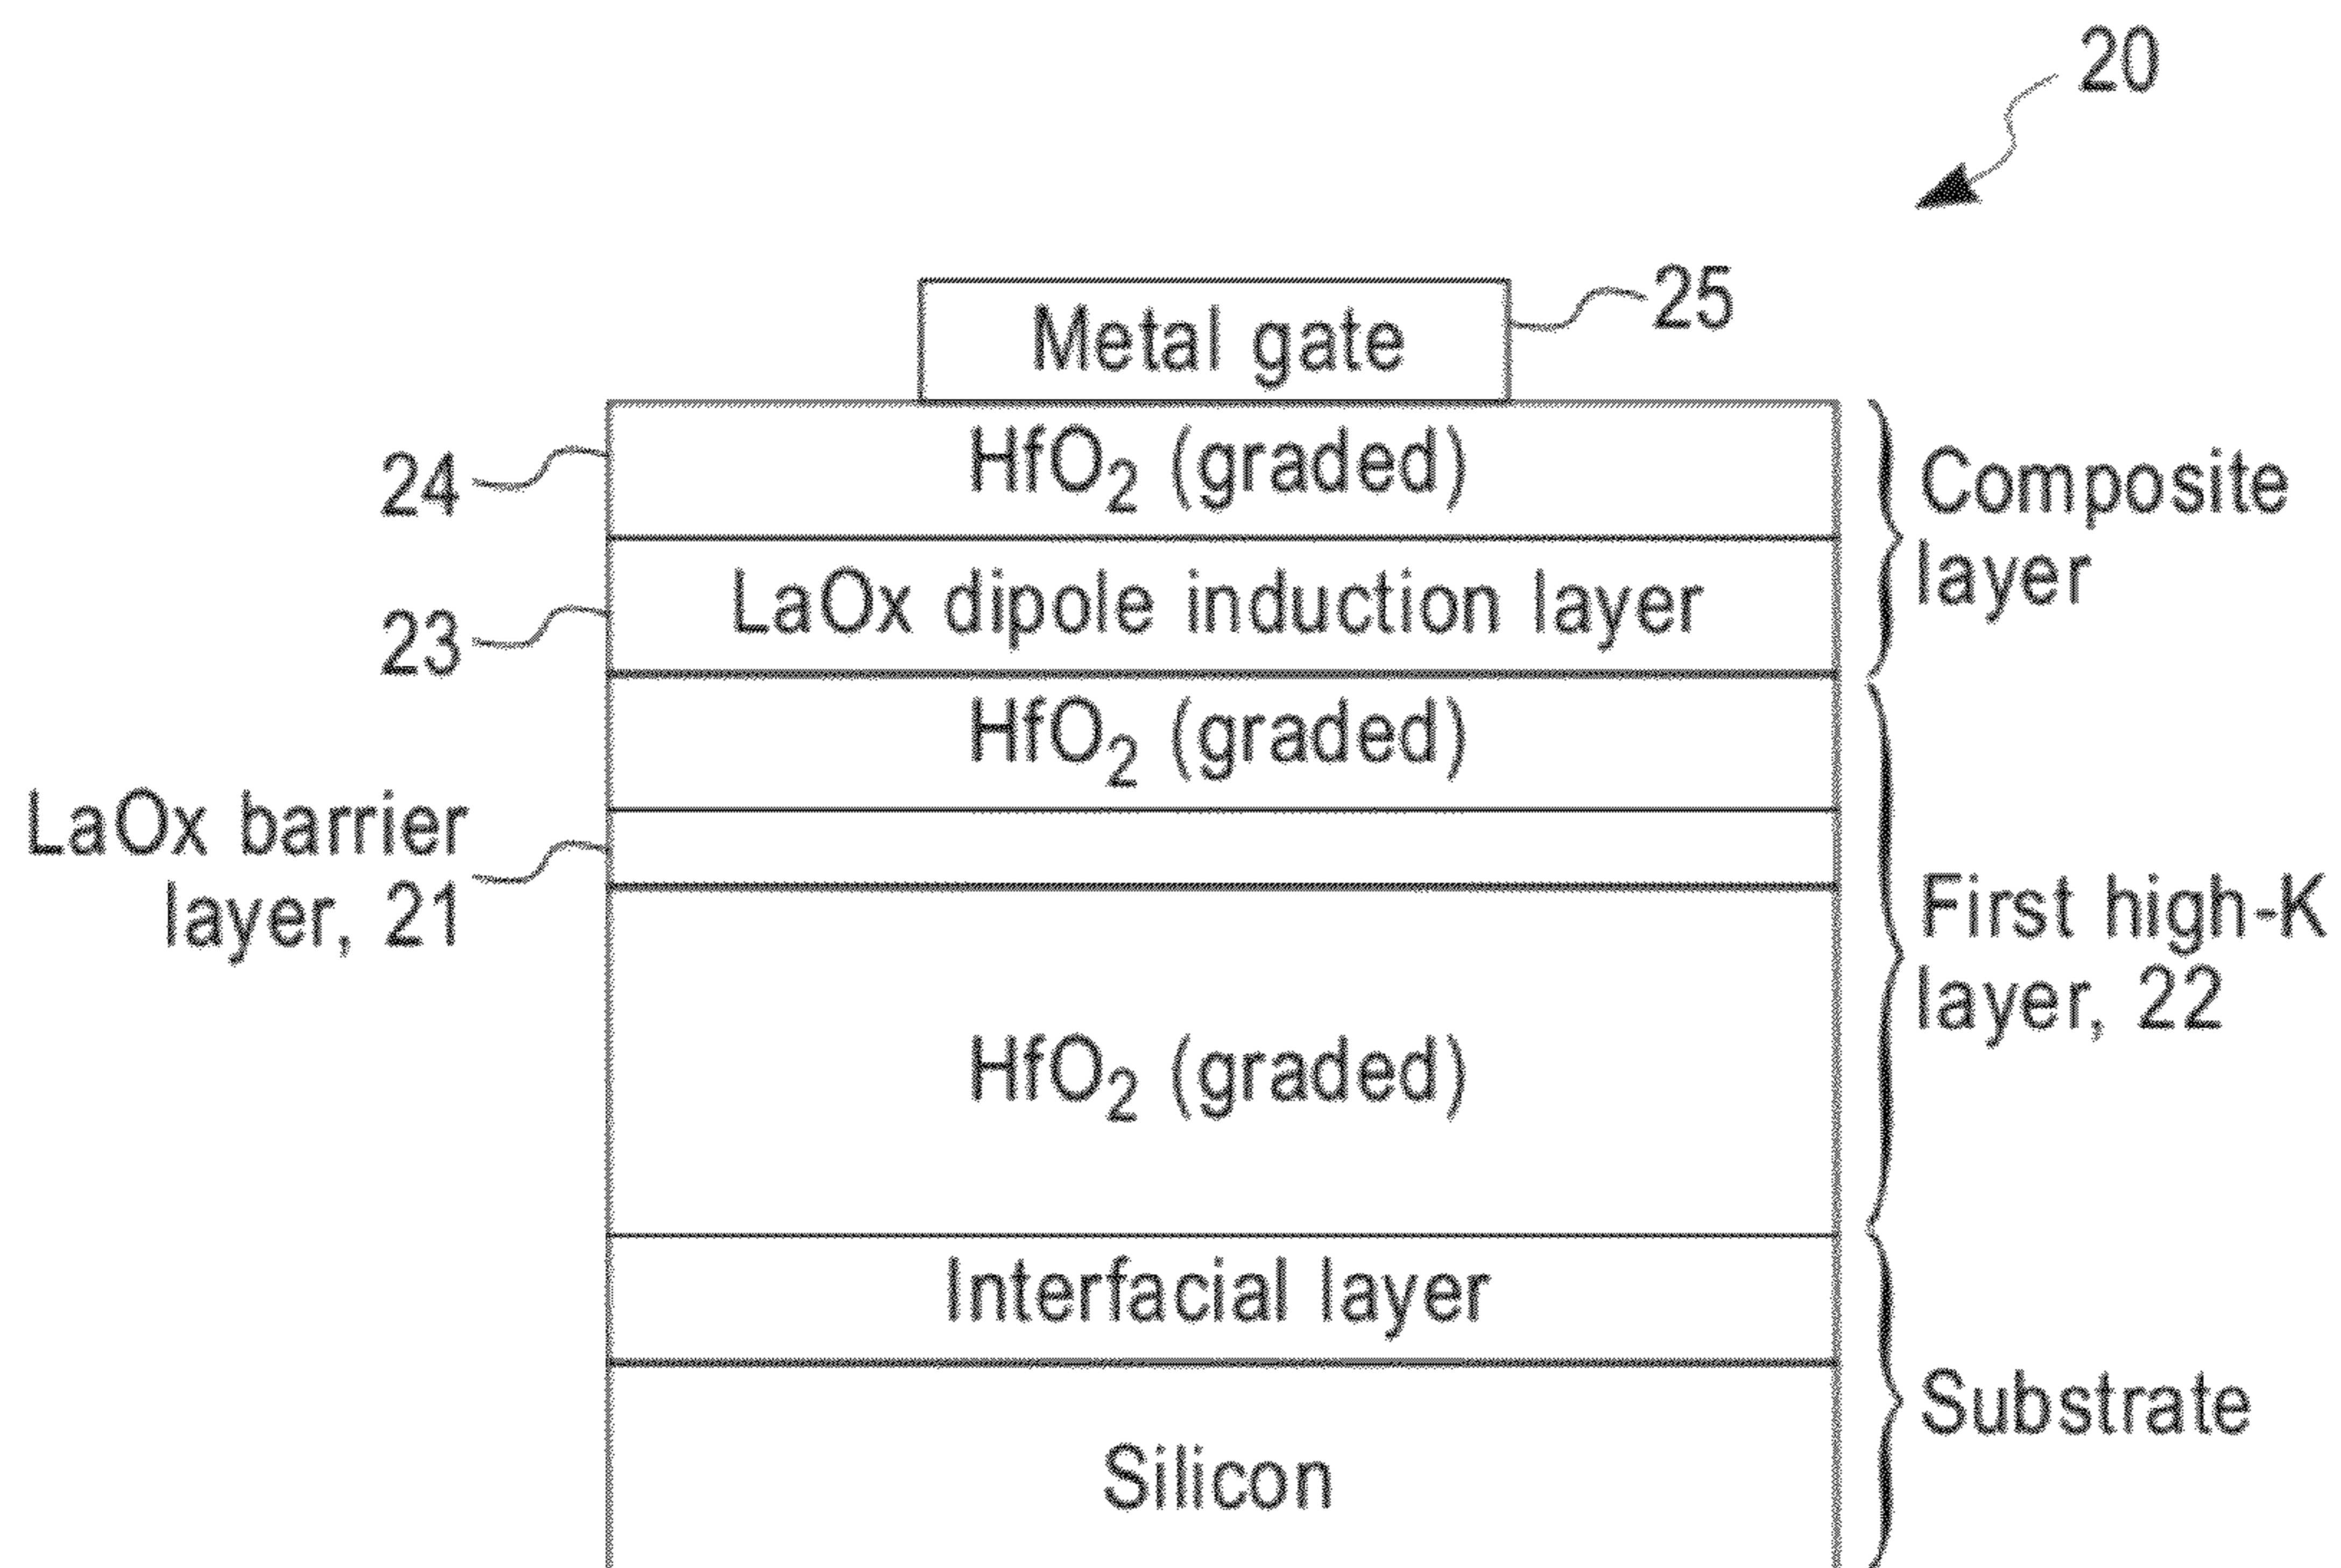 20
Metal gate
25
HfO₂ (graded)
24
Composite
layer
LaOx dipole induction layer
23
HfO₂ (graded)
LaOx barrier
layer, 21
First high-K
layer, 22
HfO₂ (graded)
Interfacial layer
Substrate
Silicon